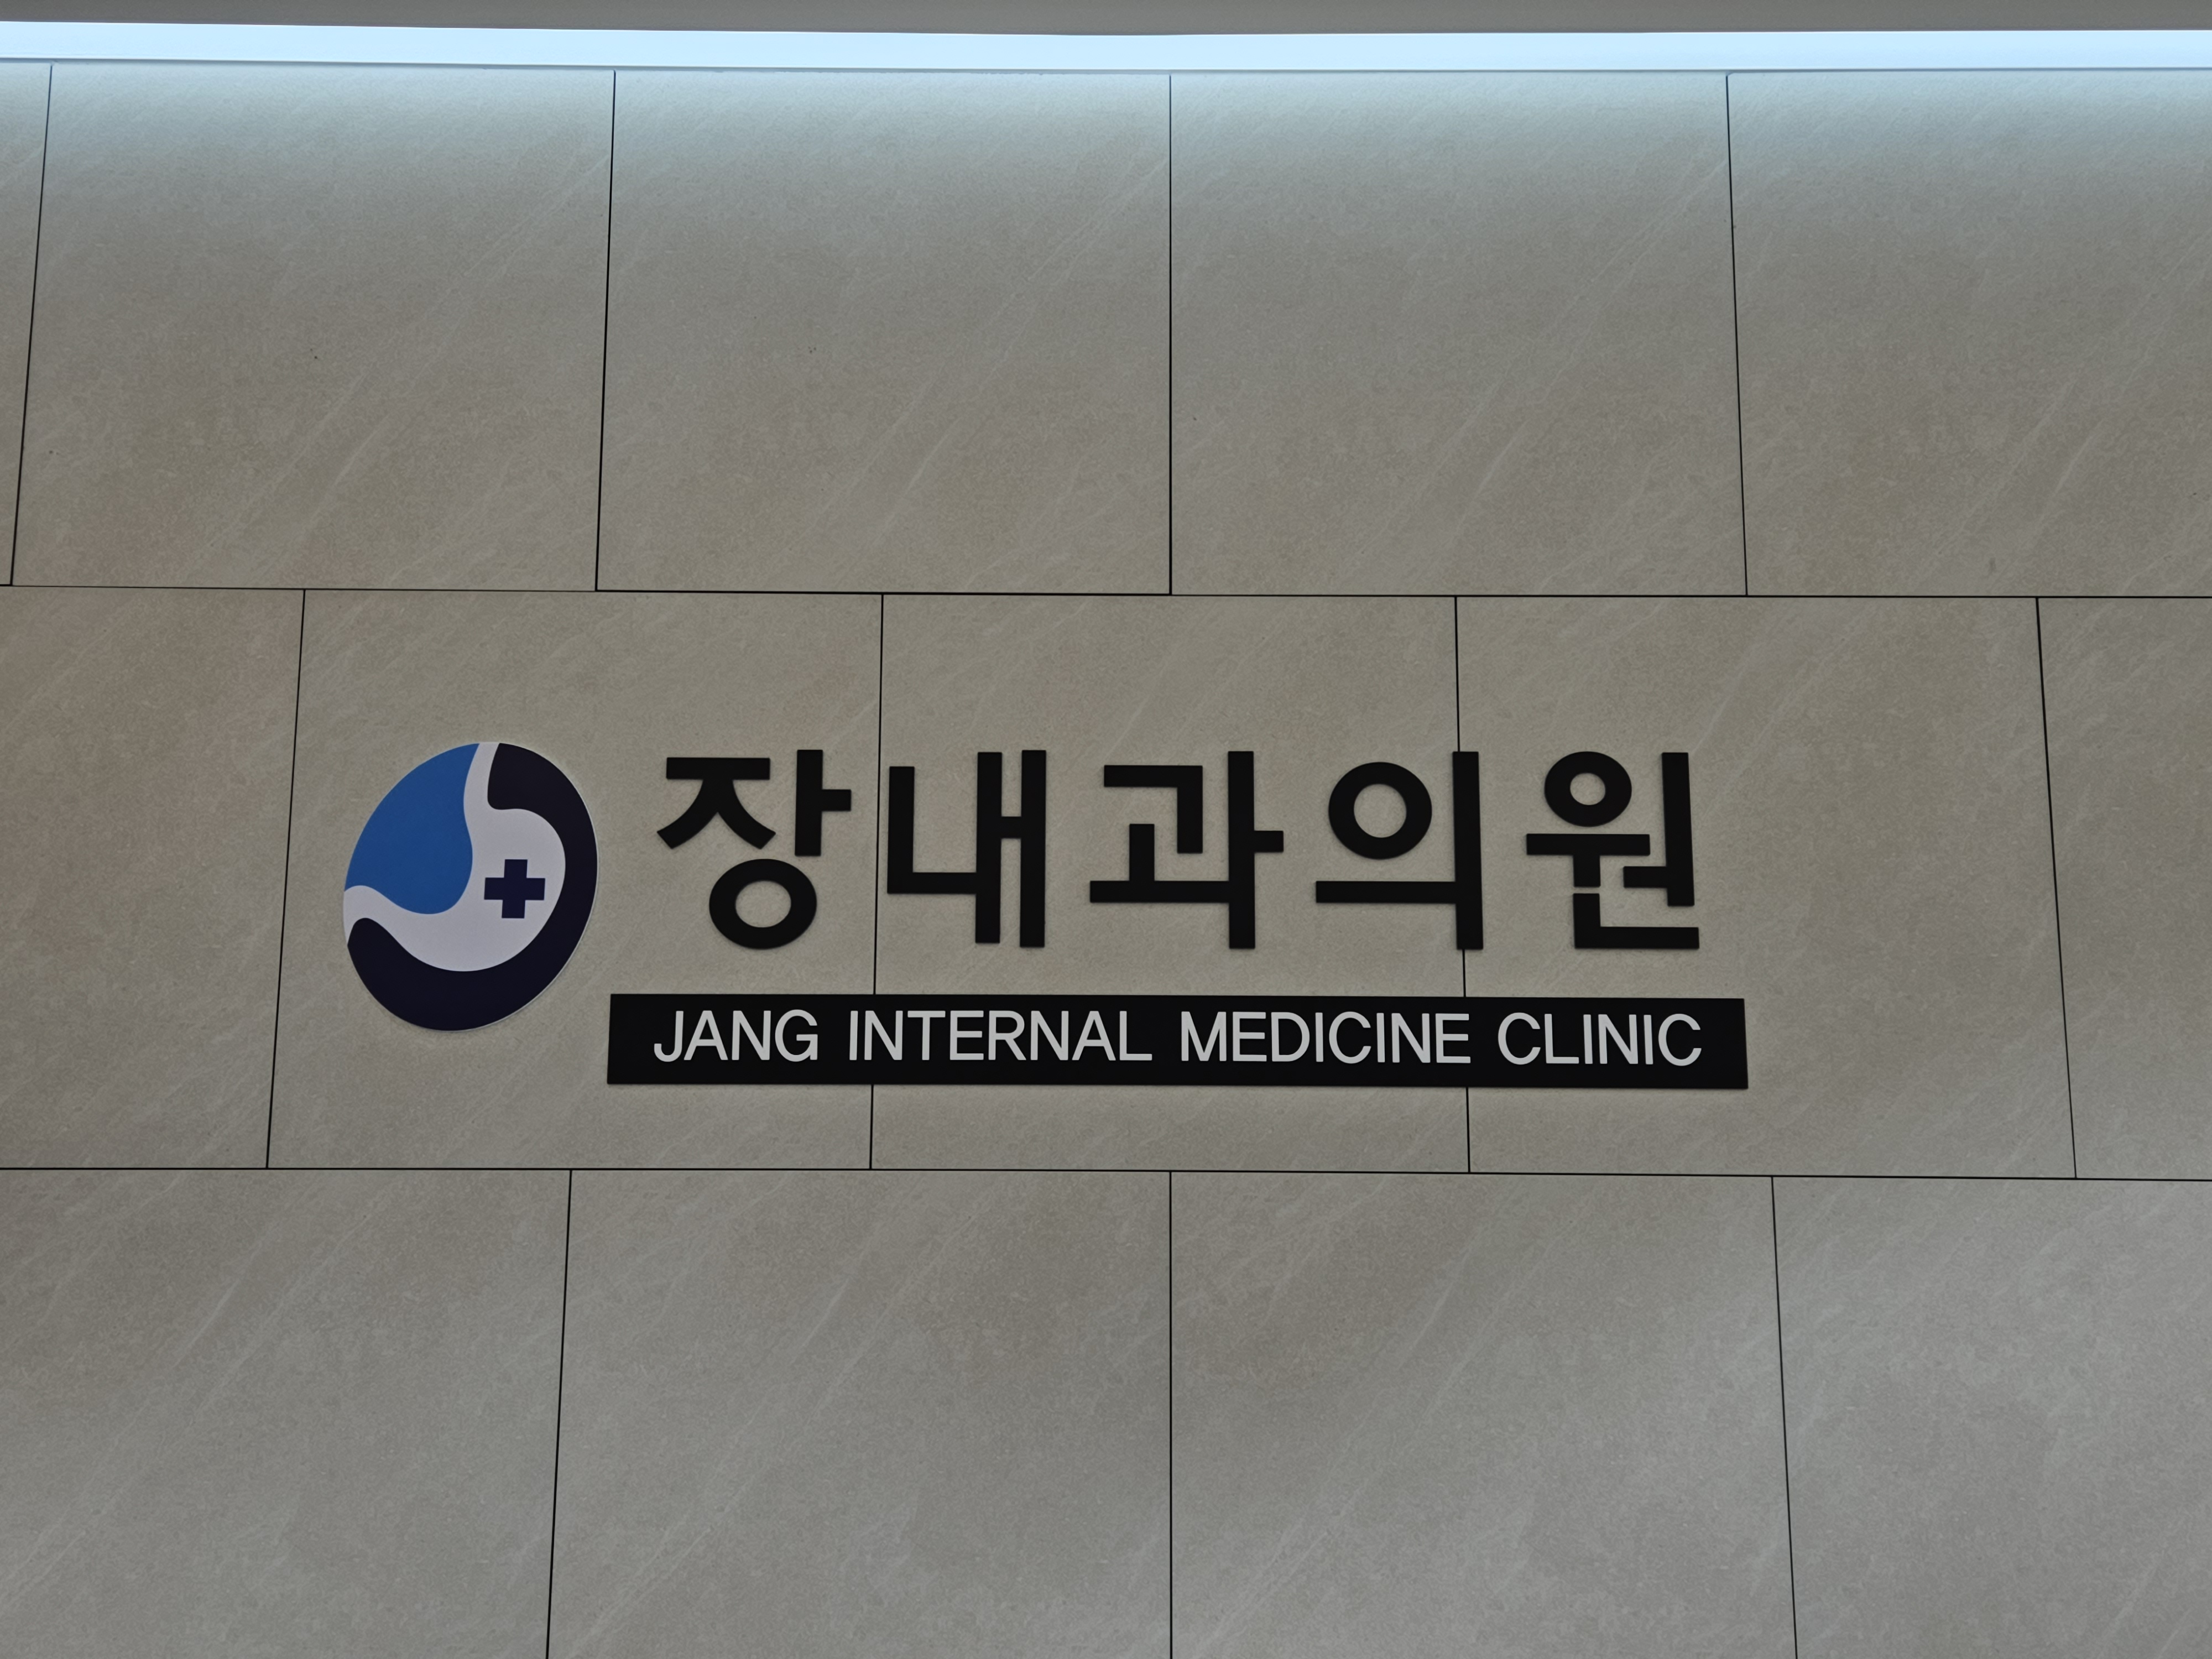 장내과의원
JANG INTERNAL MEDICINE CLINIC